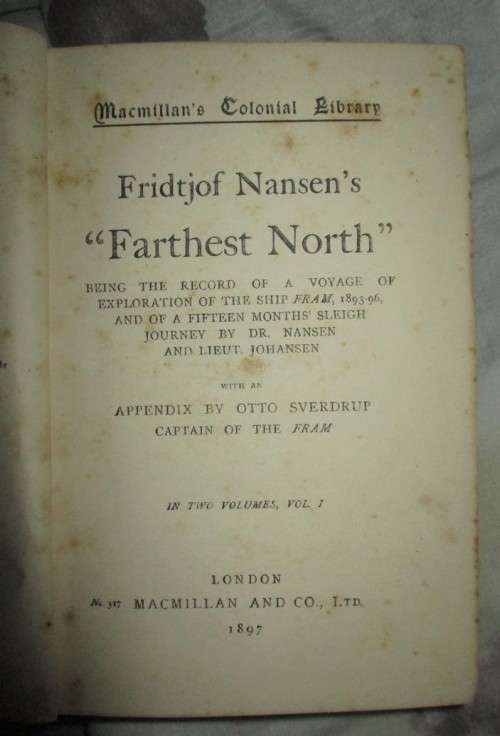 Macmillan's Colonial Library
Fridtjof Nansen's
"Farthest North"
BEING THE RECORD OF A VOYAGE OF
EXPLORATION OF THE SHIP FRAM, 1893-96,
AND OF A FIFTEEN MONTHS' SLEIGH
JOURNEY BY DR. NANSEN
AND LIEUT. JOHANSEN
WITH AN
APPENDIX BY OTTO SVERDRUP
CAPTAIN OF THE FRAM
IN TWO VOLUMES, VOL. I
LONDON
No. 317 MACMILLAN AND CO., LTD.
1897